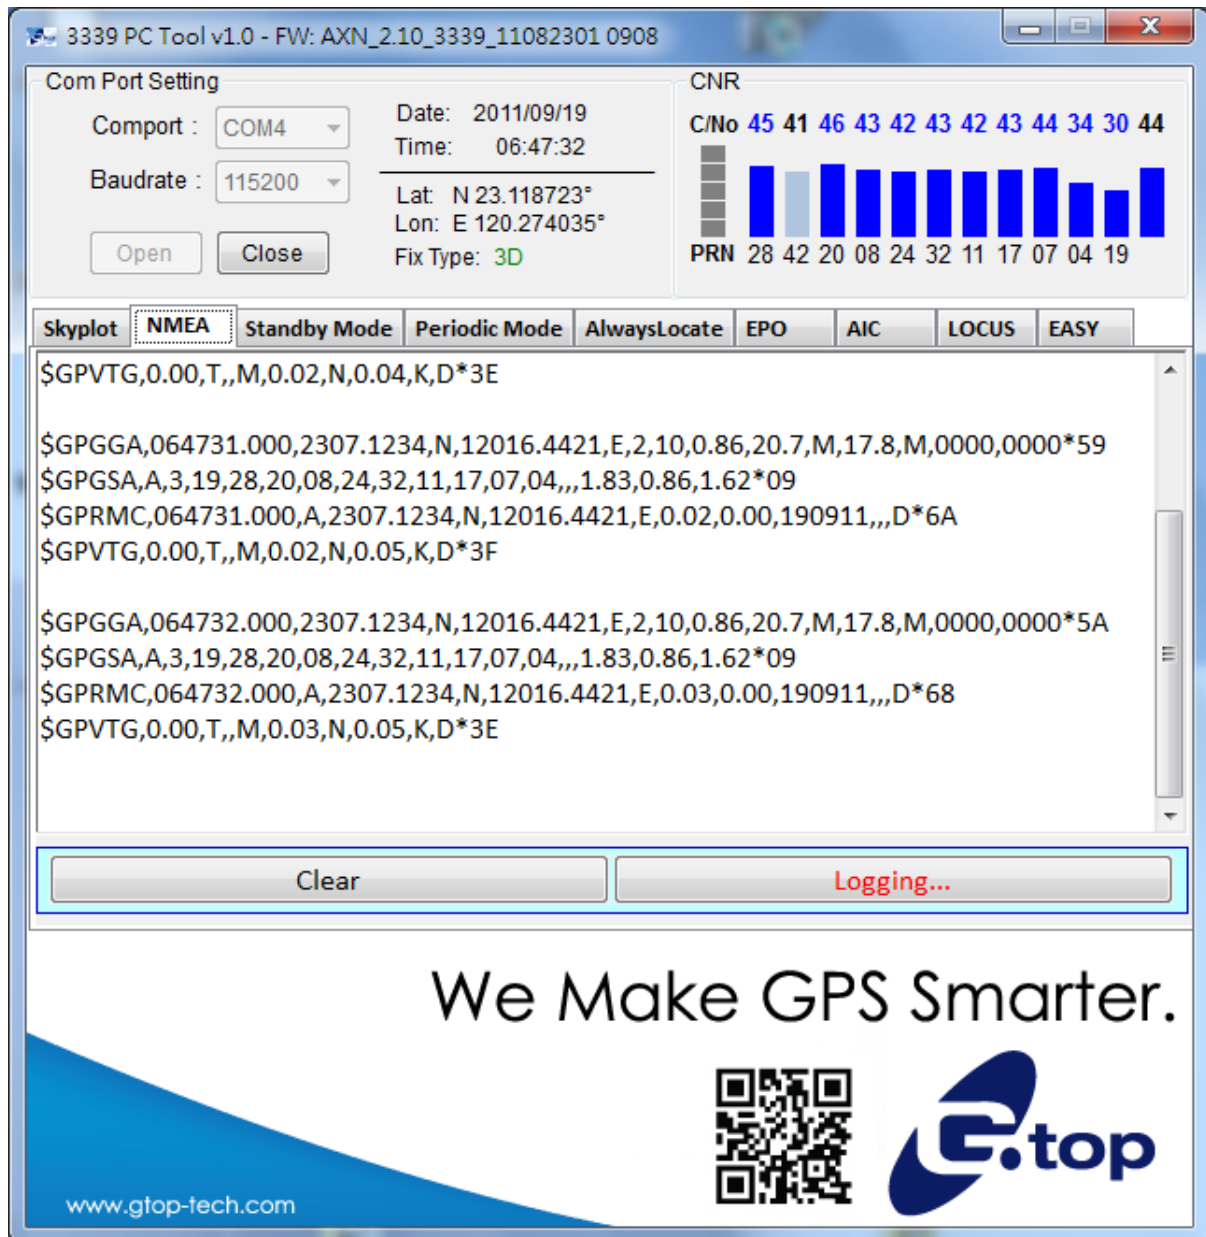 3339 PC Tool v1.0 - FW: AXN_2.10_3339_11082301 0908
Com Port Setting
Comport :
COM4
Baudrate :
115200
Open
Close
Date: 2011/09/19
Time: 06:47:32
Lat: N 23.118723°
Lon: E 120.274035°
Fix Type: 3D
CNR
C/No 45 41 46 43 42 43 42 43 44 34 30 44
PRN 28 42 20 08 24 32 11 17 07 04 19
Skyplot NMEA Standby Mode Periodic Mode AlwaysLocate EPO AIC LOCUS EASY
$GPVTG,0.00,T,,M,0.02,N,0.04,K,D*3E
$GPGGA,064731.000,2307.1234,N,12016.4421,E,2,10,0.86,20.7,M,17.8,M,0000,0000*59
$GPGSA,A,3,19,28,20,08,24,32,11,17,07,04,,,1.83,0.86,1.62*09
$GPRMC,064731.000,A,2307.1234,N,12016.4421,E,0.02,0.00,190911,,,D*6A
$GPVTG,0.00,T,,M,0.02,N,0.05,K,D*3F
$GPGGA,064732.000,2307.1234,N,12016.4421,E,2,10,0.86,20.7,M,17.8,M,0000,0000*5A
$GPGSA,A,3,19,28,20,08,24,32,11,17,07,04,,,1.83,0.86,1.62*09
$GPRMC,064732.000,A,2307.1234,N,12016.4421,E,0.03,0.00,190911,,,D*68
$GPVTG,0.00,T,,M,0.03,N,0.05,K,D*3E
Clear
Logging...
We Make GPS Smarter.
G.top
www.gtop-tech.com